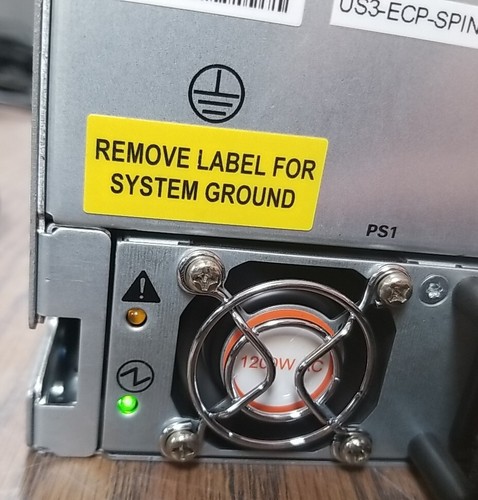 US3-ECP-SPIN
REMOVE LABEL FOR
SYSTEM GROUND
PS1
1200W AC